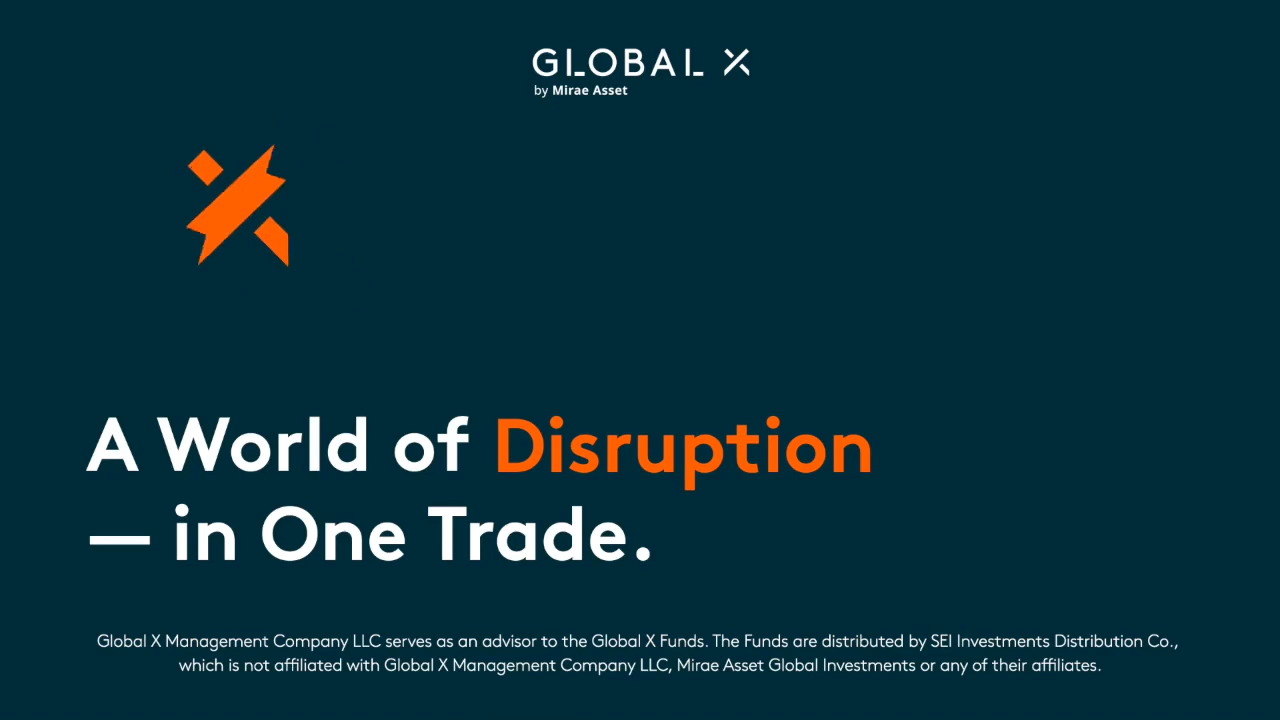 GLOBAL X
by Mirae Asset
A World of Disruption
— in One Trade.
Global X Management Company LLC serves as an advisor to the Global X Funds. The Funds are distributed by SEI Investments Distribution Co.,
which is not affiliated with Global X Management Company LLC, Mirae Asset Global Investments or any of their affiliates.